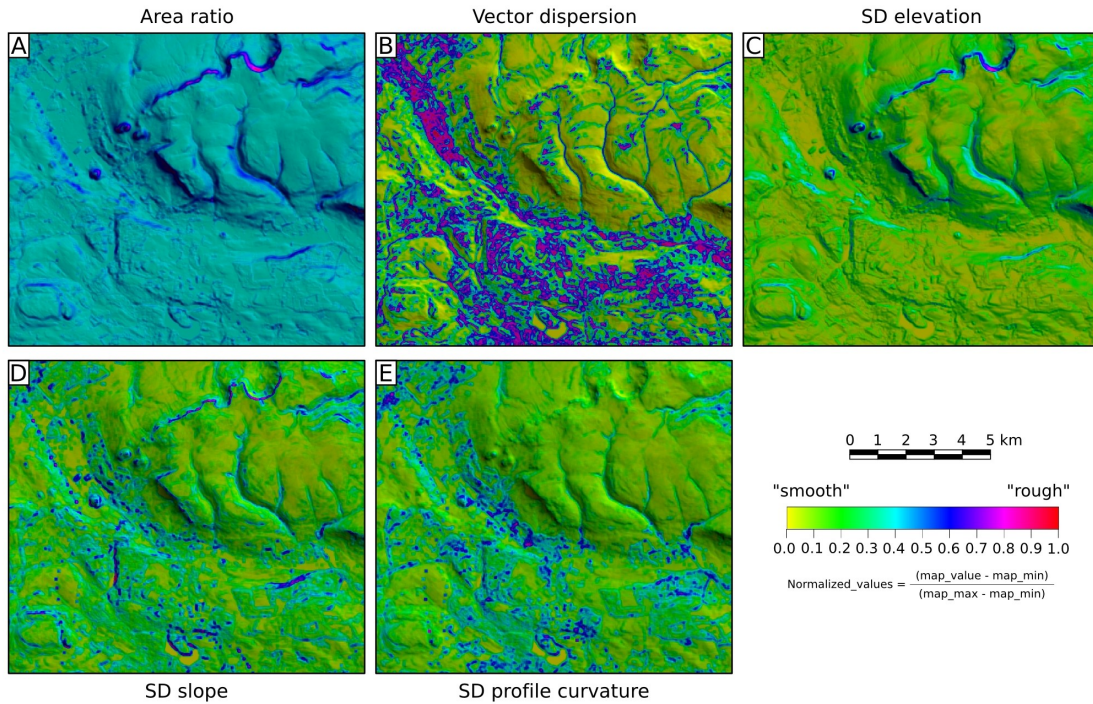 Area ratio
Vector dispersion
SD elevation
A
B
C
D
E
0 1 2 3 4 5 km
"smooth" "rough"
0.0 0.1 0.2 0.3 0.4 0.5 0.6 0.7 0.8 0.9 1.0
Normalized_values = (map_value - map_min)
(map_max - map_min)
SD slope
SD profile curvature